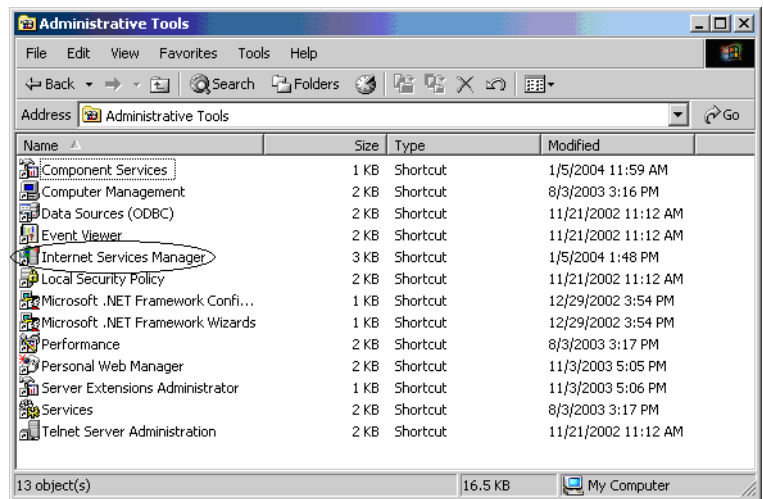 Administrative Tools
File Edit View Favorites Tools Help
Back Search Folders
Address Administrative Tools Go
Name Size Type Modified
Component Services 1 KB Shortcut 1/5/2004 11:59 AM
Computer Management 2 KB Shortcut 8/3/2003 3:16 PM
Data Sources (ODBC) 2 KB Shortcut 11/21/2002 11:12 AM
Event Viewer 2 KB Shortcut 11/21/2002 11:12 AM
Internet Services Manager 3 KB Shortcut 1/5/2004 1:48 PM
Local Security Policy 2 KB Shortcut 11/21/2002 11:12 AM
Microsoft .NET Framework Confi... 1 KB Shortcut 12/29/2002 3:54 PM
Microsoft .NET Framework Wizards 1 KB Shortcut 12/29/2002 3:54 PM
Performance 2 KB Shortcut 8/3/2003 3:17 PM
Personal Web Manager 2 KB Shortcut 11/3/2003 5:05 PM
Server Extensions Administrator 1 KB Shortcut 11/3/2003 5:06 PM
Services 2 KB Shortcut 8/3/2003 3:17 PM
Telnet Server Administration 2 KB Shortcut 11/21/2002 11:12 AM
13 object(s) 16.5 KB My Computer